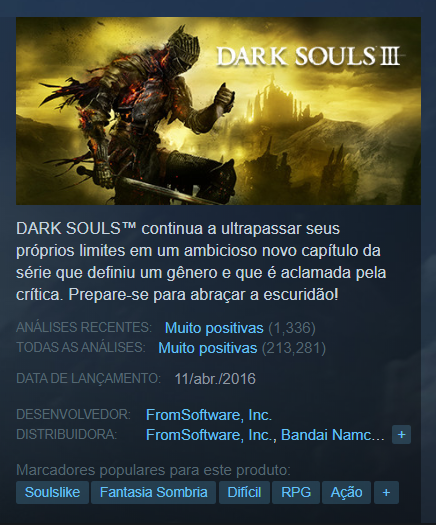 DARK SOULS III
DARK SOULS™ continua a ultrapassar seus
próprios limites em um ambicioso novo capítulo da
série que definiu um gênero e que é aclamada pela
crítica. Prepare-se para abraçar a escuridão!
ANÁLISES RECENTES: Muito positivas (1,336)
TODAS AS ANÁLISES: Muito positivas (213,281)
DATA DE LANÇAMENTO: 11/abr./2016
DESENVOLVEDOR: FromSoftware, Inc.
DISTRIBUIDORA: FromSoftware, Inc., Bandai Namc... +
Marcadores populares para este produto:
Soulslike Fantasia Sombria Difícil RPG Ação +